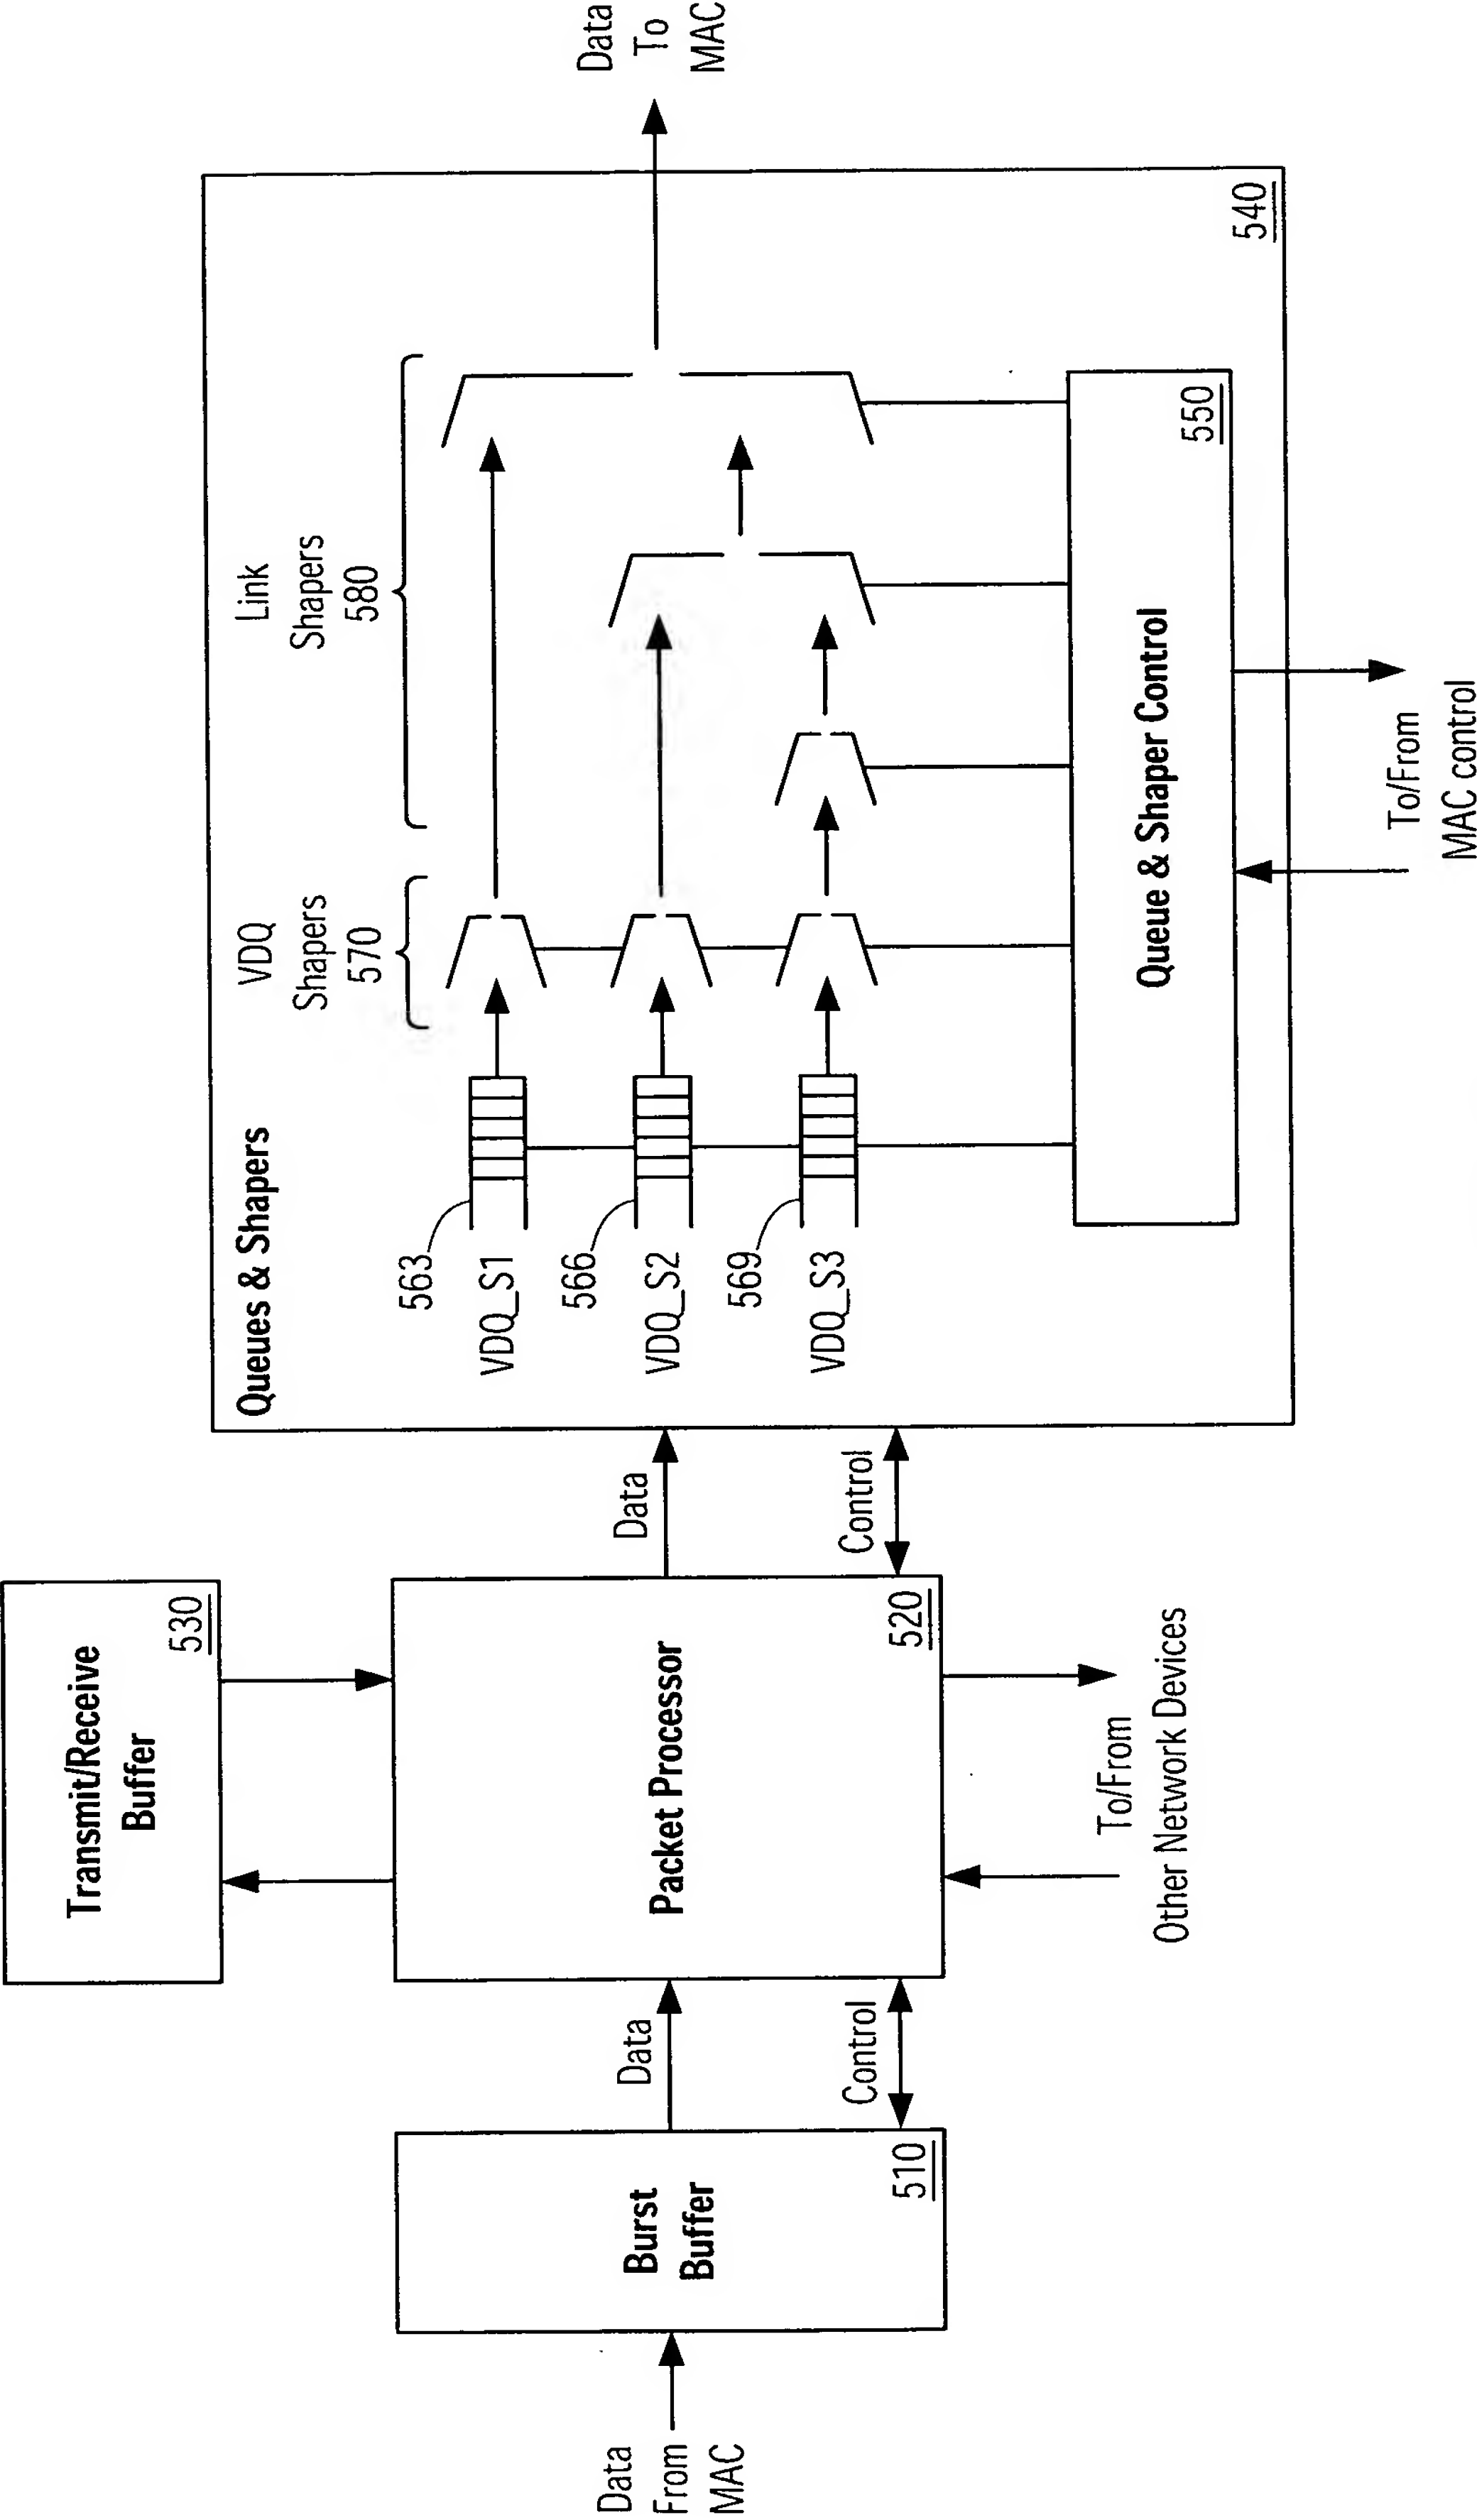 Data
From
MAC
Burst
Buffer
510
Data
Control
Transmit/Receive
Buffer
530
Packet Processor
520
To/From
Other Network Devices
Data
Control
Queues & Shapers
VDQ
Shapers
570
Link
Shapers
580
563
VDQ_S1
566
VDQ_S2
569
VDQ_S3
Queue & Shaper Control
550
540
To/From
MAC control
Data
To
MAC